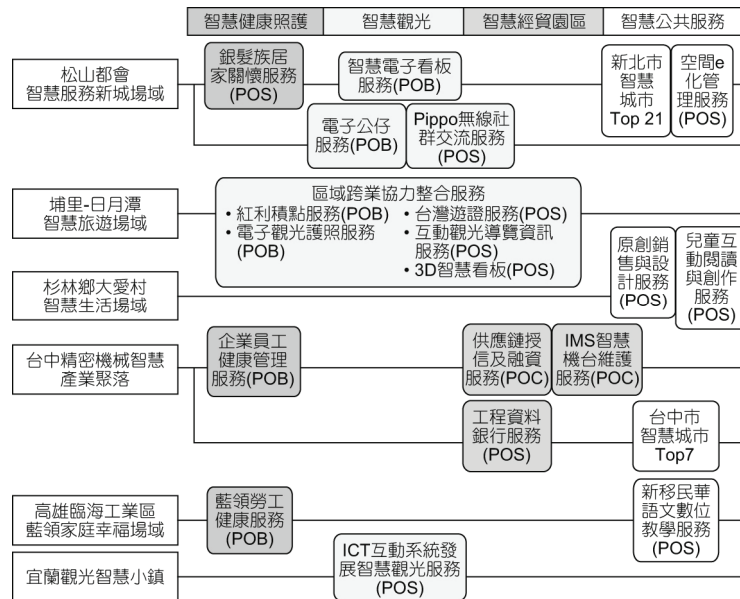 智慧健康照護
智慧觀光
智慧經貿園區
智慧公共服務
松山都會
智慧服務新城場域
銀髮族居
家關懷服務
(POS)
智慧電子看板
服務(POB)
新北市
智慧
城市
Top 21
空間e
化管
理服務
(POS)
電子公仔
服務(POB)
Pippo無線社
群交流服務
(POS)
埔里-日月潭
智慧旅遊場域
區域跨業協力整合服務
• 紅利積點服務(POB)
• 電子觀光護照服務
(POB)
• 台灣遊證服務(POS)
• 互動觀光導覽資訊
服務(POS)
• 3D智慧看板(POS)
杉林鄉大愛村
智慧生活場域
原創銷
售與設
計服務
(POS)
兒童互
動閱讀
與創作
服務
(POS)
台中精密機械智慧
產業聚落
企業員工
健康管理
服務(POB)
供應鏈授
信及融資
服務(POC)
IMS智慧
機台維護
服務(POC)
工程資料
銀行服務
(POS)
台中市
智慧城市
Top7
高雄臨海工業區
藍領家庭幸福場域
藍領勞工
健康服務
(POB)
新移民華
語文數位
教學服務
(POS)
宜蘭觀光智慧小鎮
ICT互動系統發
展智慧觀光服務
(POS)